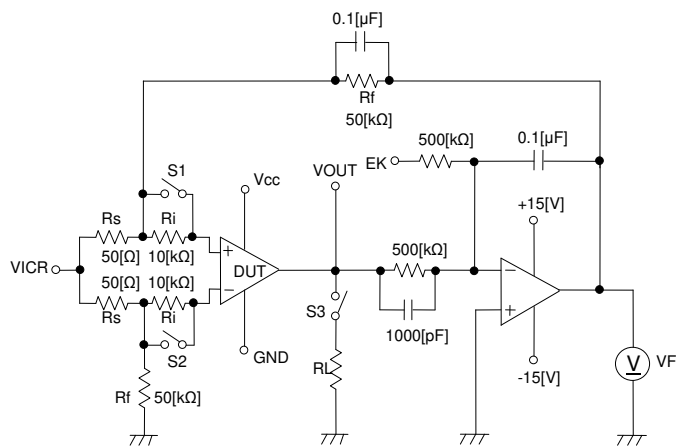 0.1[µF]
Rf
50[kΩ]
500[kΩ]
0.1[µF]
EK
VOUT
S1
Vcc
+15[V]
Rs
Ri
50[Ω]
10[kΩ]
VICR
50[Ω]
10[kΩ]
Rs
Ri
+
−
DUT
500[kΩ]
−
+
S3
1000[pF]
S2
GND
RL
-15[V]
V
VF
Rf
50[kΩ]